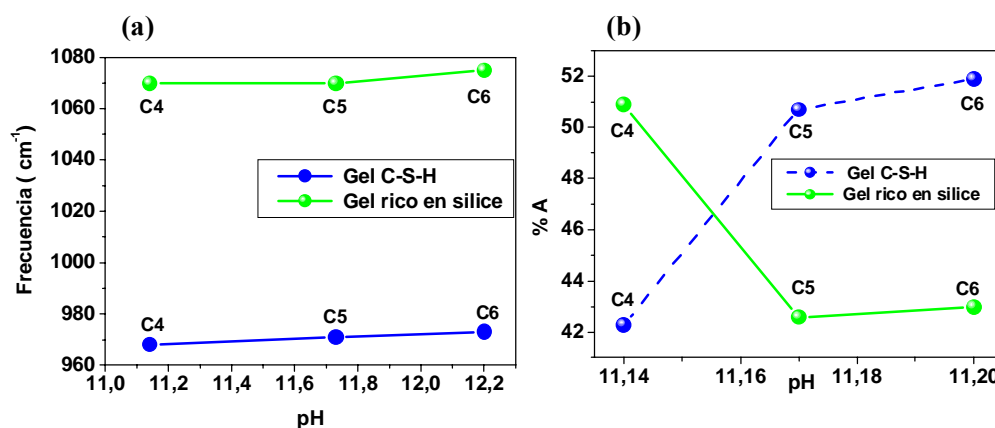 (a)
Frecuencia ( cm-1)
1080
1060
1040
1020
1000
980
960
C4
C5
C6
Gel C-S-H
Gel rico en silice
C4
C5
C6
11,0
11,2
11,4
11,6
11,8
12,0
12,2
pH
(b)
% A
52
50
48
46
44
43
42
C4
C5
C6
Gel C-S-H
Gel rico en silice
C4
C5
C6
11,14
11,16
11,18
11,20
pH